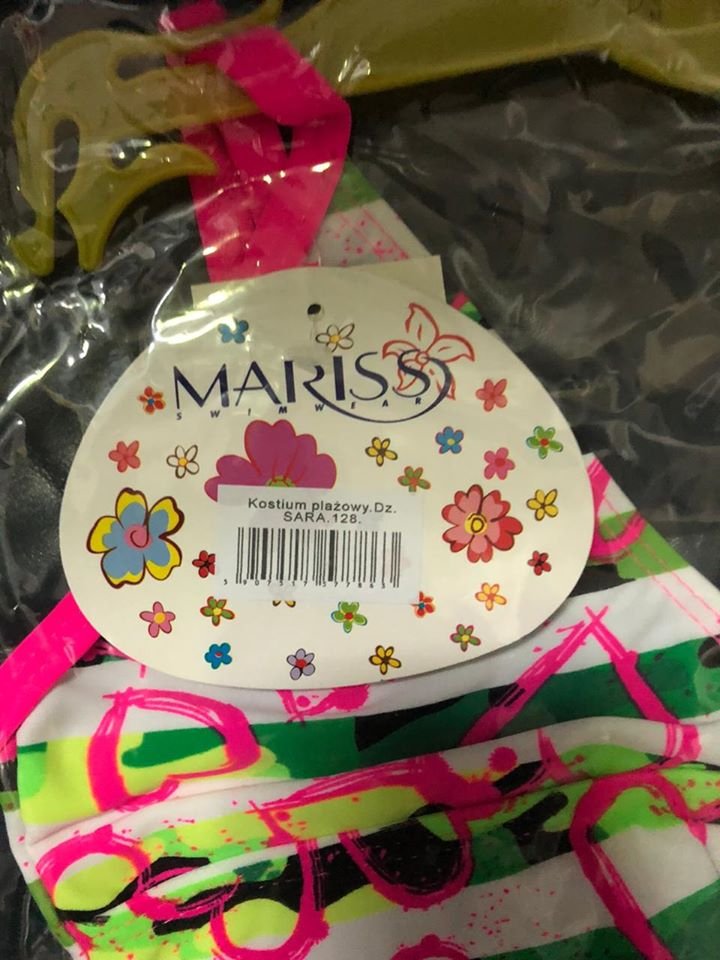 MARISS
SWIMWEAR
Kostium plażowy.Dz.
SARA.128.